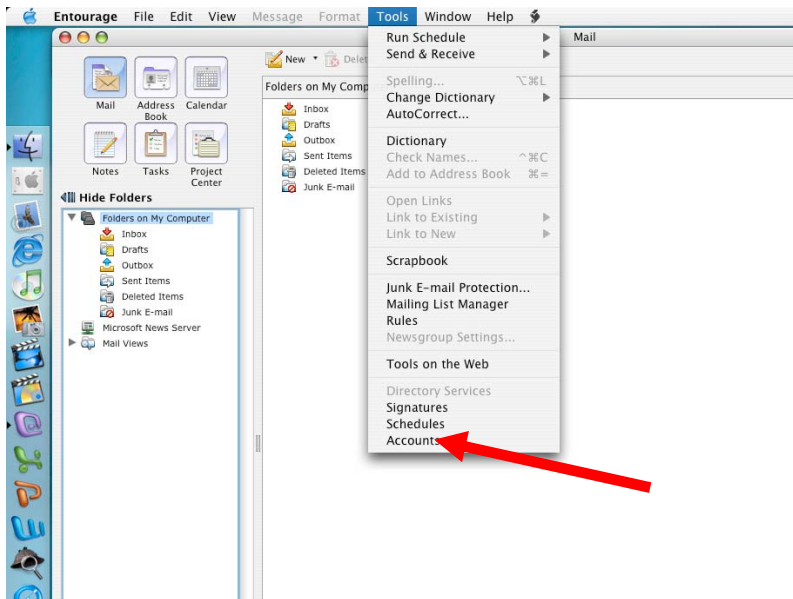 Entourage File Edit View Message Format Tools Window Help
Mail
New Delet
Mail Address Book Calendar
Notes Tasks Project Center
Hide Folders
Folders on My Computer
Inbox
Drafts
Outbox
Sent Items
Deleted Items
Junk E-mail
Microsoft News Server
Mail Views
Folders on My Comp
Inbox
Drafts
Outbox
Sent Items
Deleted Items
Junk E-mail
Run Schedule
Send & Receive
Spelling... ⌥⌘L
Change Dictionary
AutoCorrect...
Dictionary
Check Names... ^⌘C
Add to Address Book ⌘=
Open Links
Link to Existing
Link to New
Scrapbook
Junk E-mail Protection...
Mailing List Manager
Rules
Newsgroup Settings...
Tools on the Web
Directory Services
Signatures
Schedules
Accounts